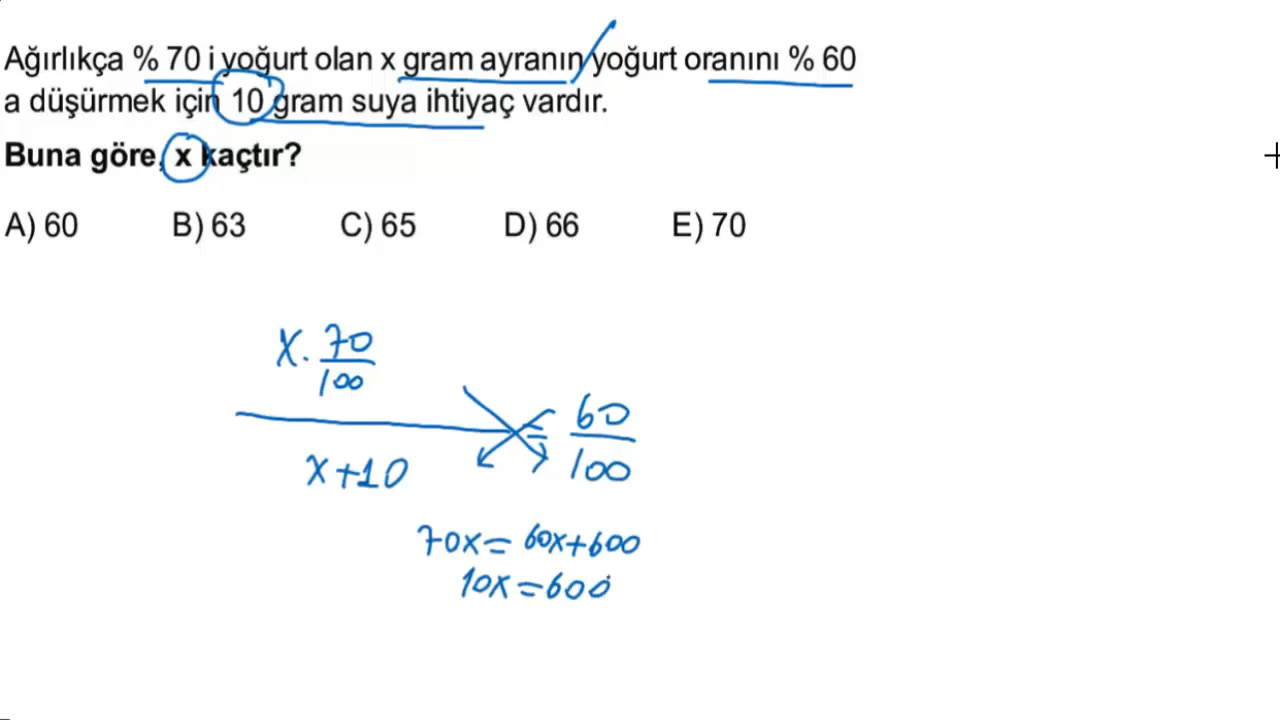 Ağırlıkça % 70 i yoğurt olan x gram ayranın yoğurt oranını % 60
a düşürmek için 10 gram suya ihtiyaç vardır.
Buna göre, x kaçtır?
A) 60 B) 63 C) 65 D) 66 E) 70
x · 70/100
x+10
= 60/100
70x = 60x+600
10x = 600